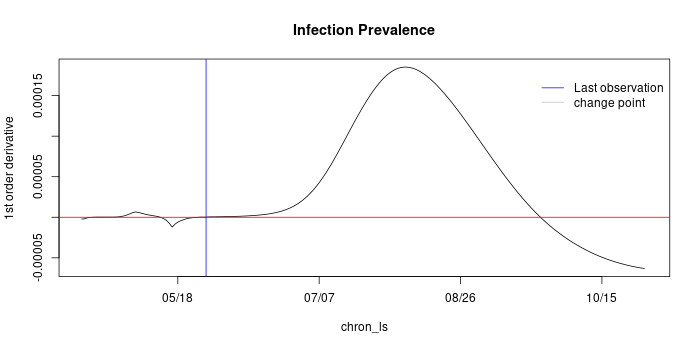 Infection Prevalence
1st order derivative
0.00015
0.00005
-0.00005
Last observation
change point
05/18
07/07
08/26
10/15
chron_ls